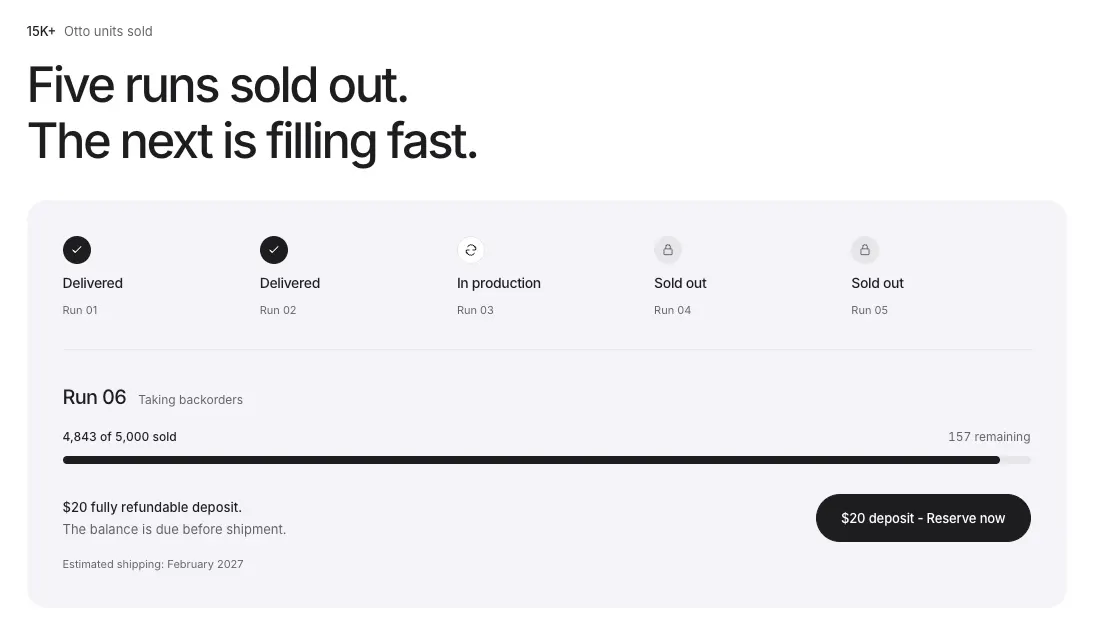 15K+ Otto units sold
Five runs sold out.
The next is filling fast.
Delivered
Run 01
Delivered
Run 02
In production
Run 03
Sold out
Run 04
Sold out
Run 05
Run 06 Taking backorders
4,843 of 5,000 sold
157 remaining
$20 fully refundable deposit.
The balance is due before shipment.
Estimated shipping: February 2027
$20 deposit - Reserve now